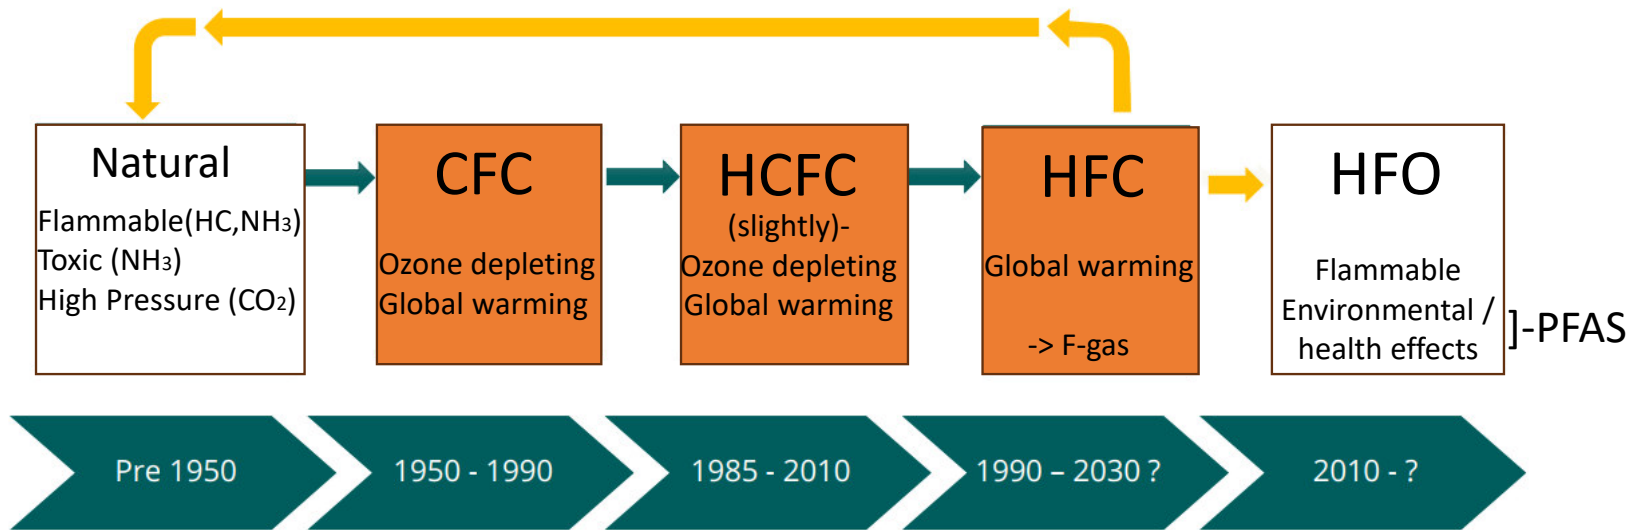 Natural
Flammable(HC,NH₃)
Toxic (NH₃)
High Pressure (CO₂)
CFC
Ozone depleting
Global warming
HCFC
(slightly)-
Ozone depleting
Global warming
HFC
Global warming
-> F-gas
HFO
Flammable
Environmental /
health effects
]-PFAS
Pre 1950
1950 - 1990
1985 - 2010
1990 – 2030 ?
2010 - ?